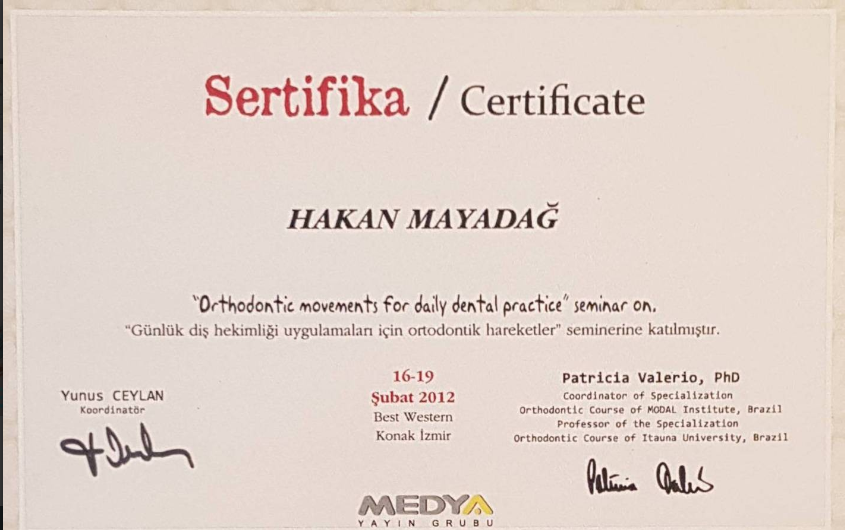 Sertifika / Certificate
HAKAN MAYADAĞ
"Orthodontic movements for daily dental practice" seminar on.
"Günlük diş hekimliği uygulamaları için ortodontik hareketler" seminerine katılmıştır.
Yunus CEYLAN
Koordinatör
16-19
Şubat 2012
Best Western
Konak İzmir
Patricia Valerio, PhD
Coordinator of Specialization
Orthodontic Course of MODAL Institute, Brazil
Professor of the Specialization
Orthodontic Course of Itauna University, Brazil
MEDYA
YAYIN GRUBU